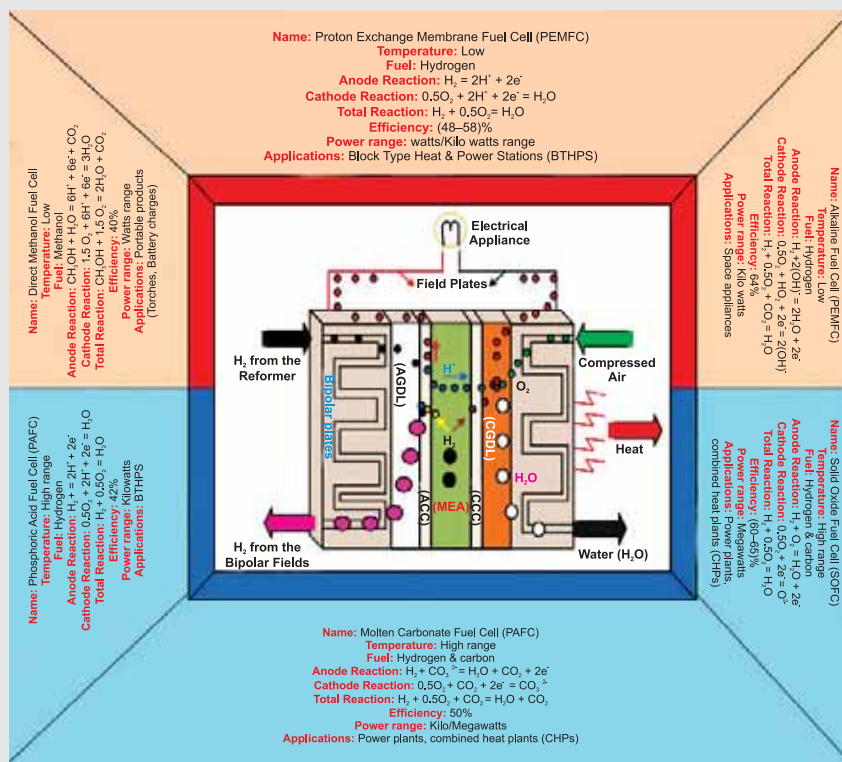 Name: Proton Exchange Membrane Fuel Cell (PEMFC)
Temperature: Low
Fuel: Hydrogen
Anode Reaction: H₂ = 2H⁺ + 2e⁻
Cathode Reaction: 0.5O₂ + 2H⁺ + 2e⁻ = H₂O
Total Reaction: H₂ + 0.5O₂= H₂O
Efficiency: (48–58)%
Power range: watts/Kilo watts range
Applications: Block Type Heat & Power Stations (BTHPS)
Name: Direct Methanol Fuel Cell
Temperature: Low
Fuel: Methanol
Anode Reaction: CH₃OH + H₂O = 6H⁺ + 6e⁻ + CO₂
Cathode Reaction: 1.5 O₂ + 6H⁺ + 6e⁻ = 3H₂O
Total Reaction: CH₃OH + 1.5 O₂ = 2H₂O + CO₂
Efficiency: 40%
Power range: Watts range
Applications: Portable products
(Torches, Battery charges)
Name: Alkaline Fuel Cell (PEMFC)
Temperature: Low
Fuel: Hydrogen
Anode Reaction: H₂ +2(OH)⁻ = 2H₂O + 2e⁻
Cathode Reaction: 0.5O₂ + HO₂ + 2e⁻ = 2(OH)⁻
Total Reaction: H₂ + 0.5O₂ + CO₂ = H₂O
Efficiency: 64%
Power range: Kilo watts
Applications: Space appliances
Electrical
Appliance
Field Plates
H₂ from the
Reformer
Compressed
Air
Bipolar plates
(AGDL)
H⁺
O₂
H₂
(CGDL)
H₂O
(ACC)
(MEA)
(CCC)
Heat
H₂ from the
Bipolar Fields
Water (H₂O)
Name: Phosphoric Acid Fuel Cell (PAFC)
Temperature: High range
Fuel: Hydrogen
Anode Reaction: H₂ + = 2H⁺ + 2e⁻
Cathode Reaction: 0.5O₂ + 2H⁺ + 2e = H₂O
Total Reaction: H₂ + 0.5O₂ = H₂O
Efficiency: 42%
Power range: Kilowatts
Applications: BTHPS
Name: Solid Oxide Fuel Cell (SOFC)
Temperature: High range
Fuel: Hydrogen & carbon
Anode Reaction: H₂ + O₂ = H₂O + 2e⁻
Cathode Reaction: 0.5O₂ + 2e⁻ = O²⁻
Total Reaction: H₂ + 0.5O₂ = H₂O
Efficiency: (60–65)%
Power range: Megawatts
Applications: Power plants,
combined heat plants (CHPs)
Name: Molten Carbonate Fuel Cell (PAFC)
Temperature: High range
Fuel: Hydrogen & carbon
Anode Reaction: H₂ + CO₃ ²⁻ = H₂O + CO₂ + 2e⁻
Cathode Reaction: 0.5O₂ + CO₂ + 2e⁻ = CO₃ ²⁻
Total Reaction: H₂ + 0.5O₂ + CO₂ = H₂O + CO₂
Efficiency: 50%
Power range: Kilo/Megawatts
Applications: Power plants, combined heat plants (CHPs)